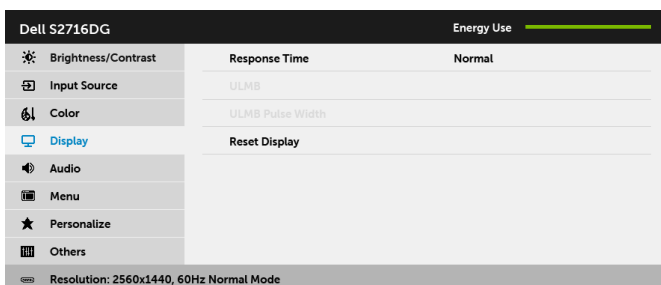 Dell S2716DG Energy Use
Brightness/Contrast Response Time Normal
Input Source ULMB
Color ULMB Pulse Width
Display Reset Display
Audio
Menu
Personalize
Others
Resolution: 2560x1440, 60Hz Normal Mode